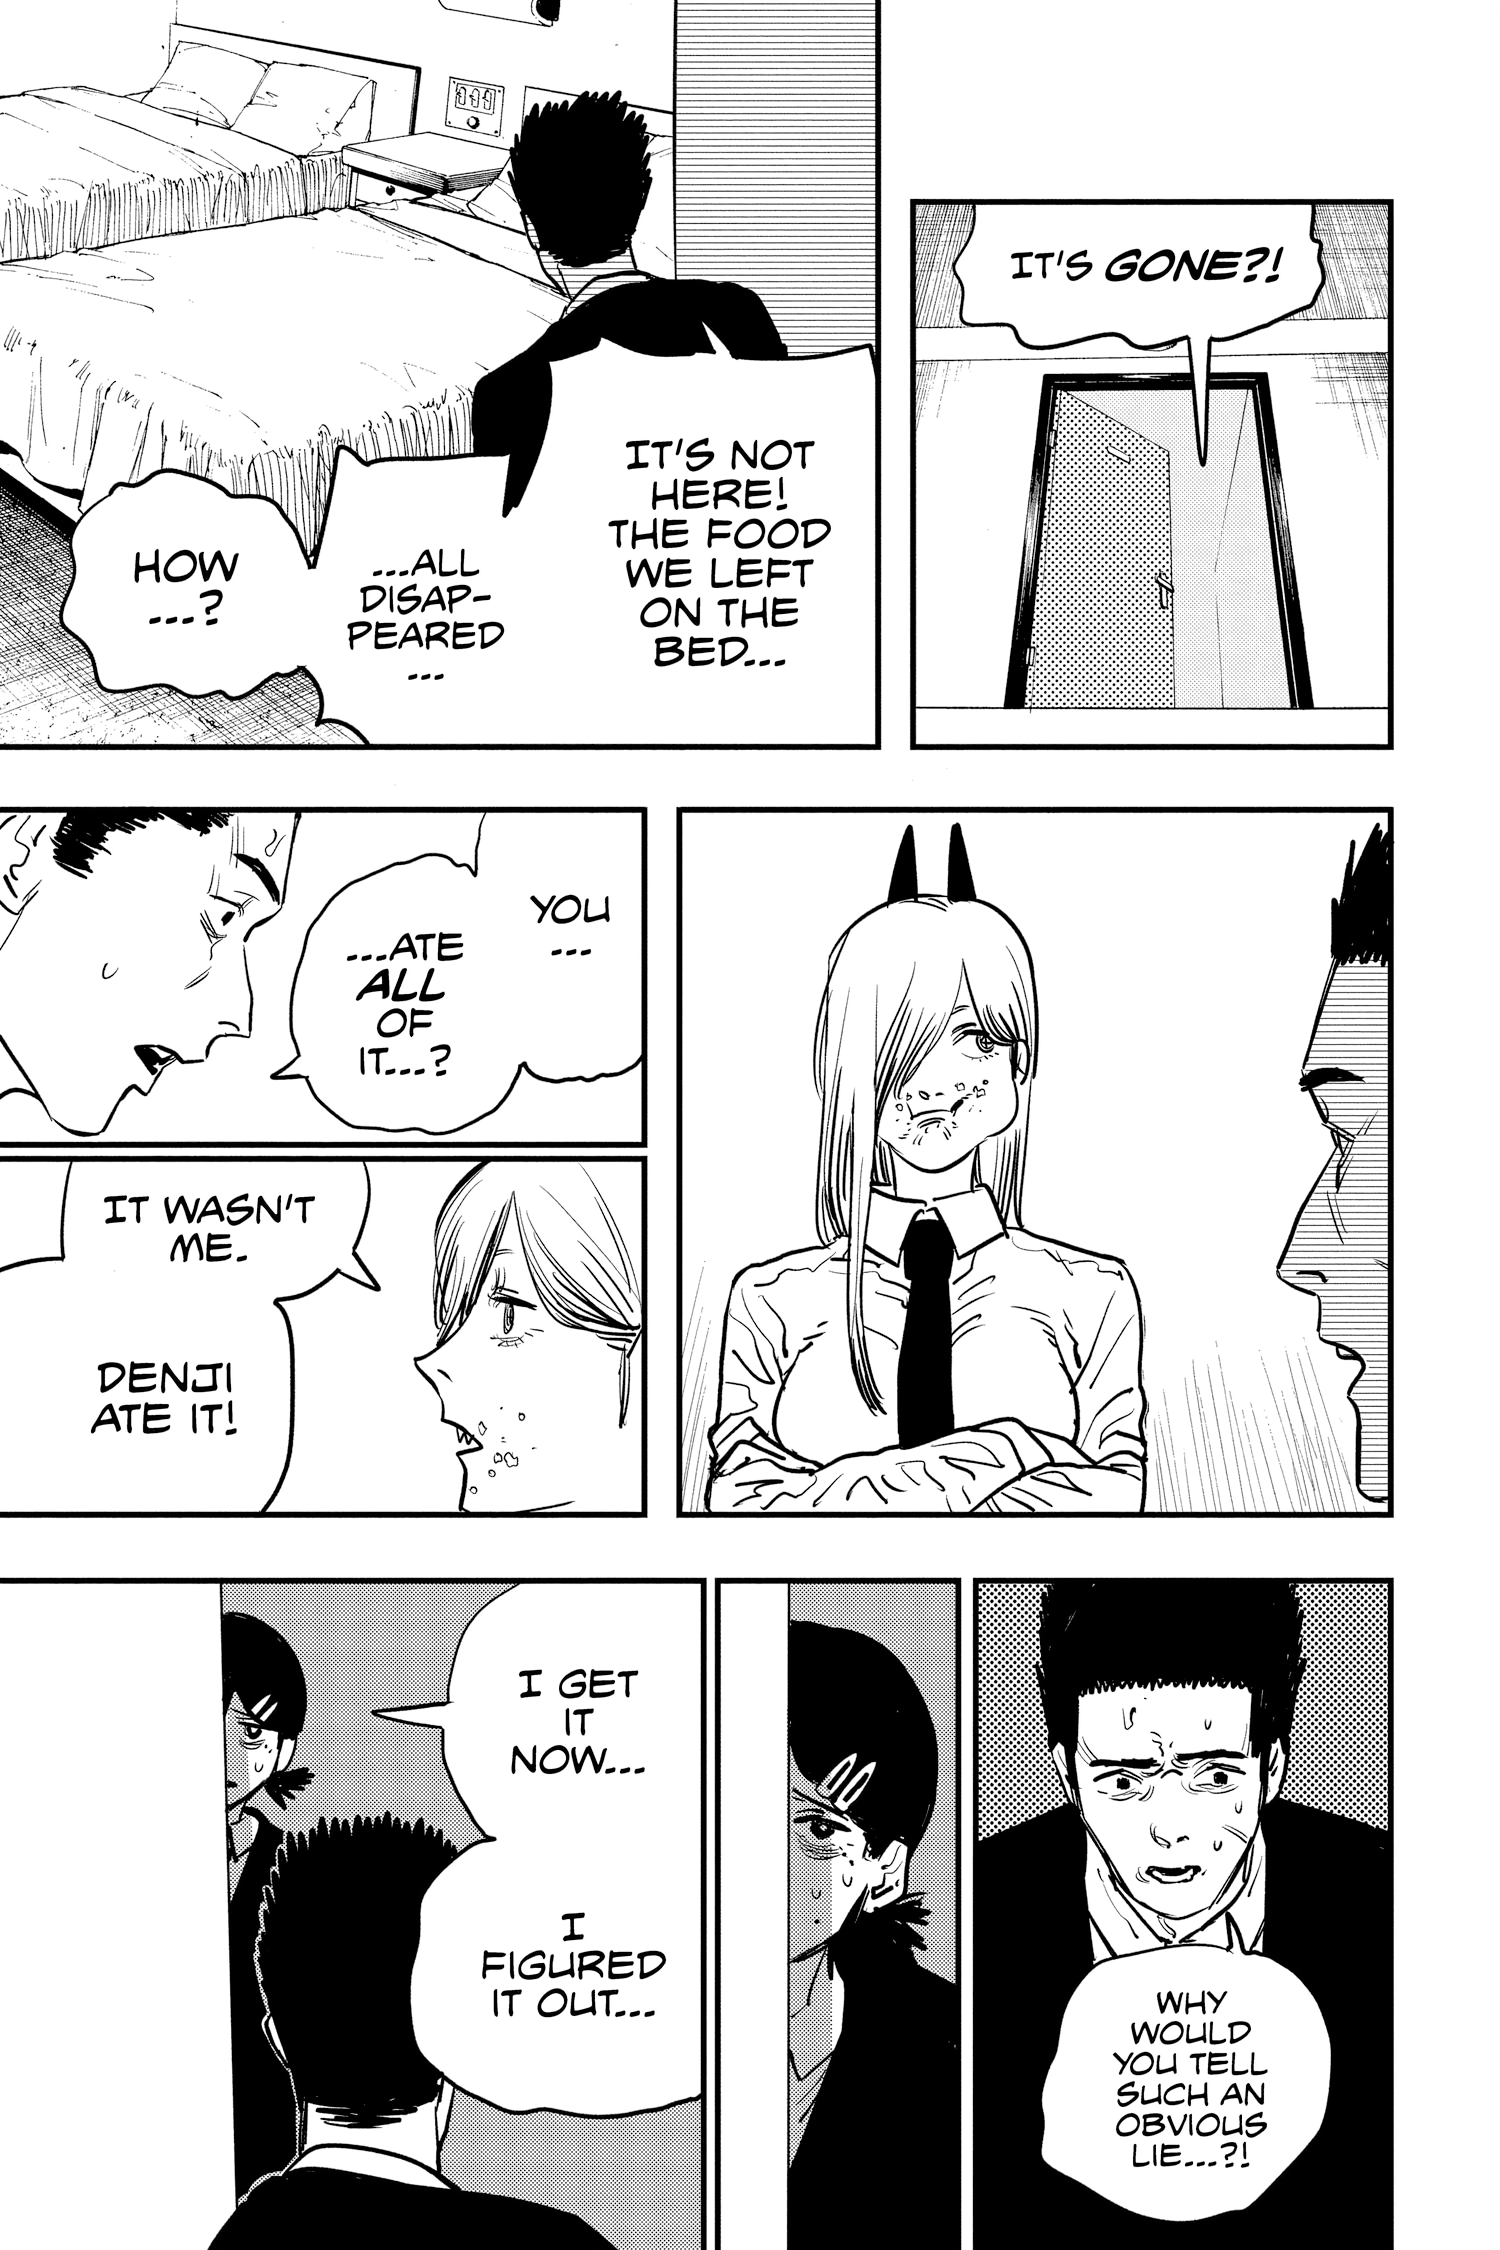 IT'S GONE?!
IT'S NOT
HERE!
THE FOOD
WE LEFT
ON THE
BED...
...ALL
DISAP-
PEARED
...
HOW
...?
YOU
...
...ATE
ALL
OF
IT...?
IT WASN'T
ME.
DENJI
ATE IT!
WHY
WOULD
YOU TELL
SUCH AN
OBVIOUS
LIE...?!
I GET
IT
NOW...
I
FIGURED
IT OUT...